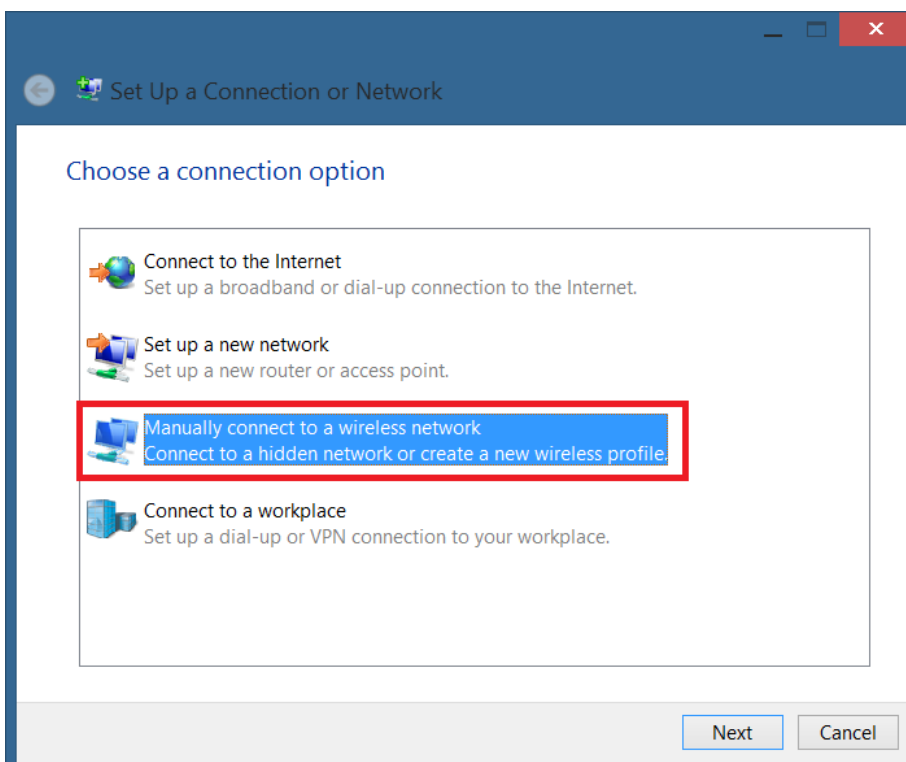 Set Up a Connection or Network
Choose a connection option
Connect to the Internet
Set up a broadband or dial-up connection to the Internet.
Set up a new network
Set up a new router or access point.
Manually connect to a wireless network
Connect to a hidden network or create a new wireless profile.
Connect to a workplace
Set up a dial-up or VPN connection to your workplace.
Next Cancel